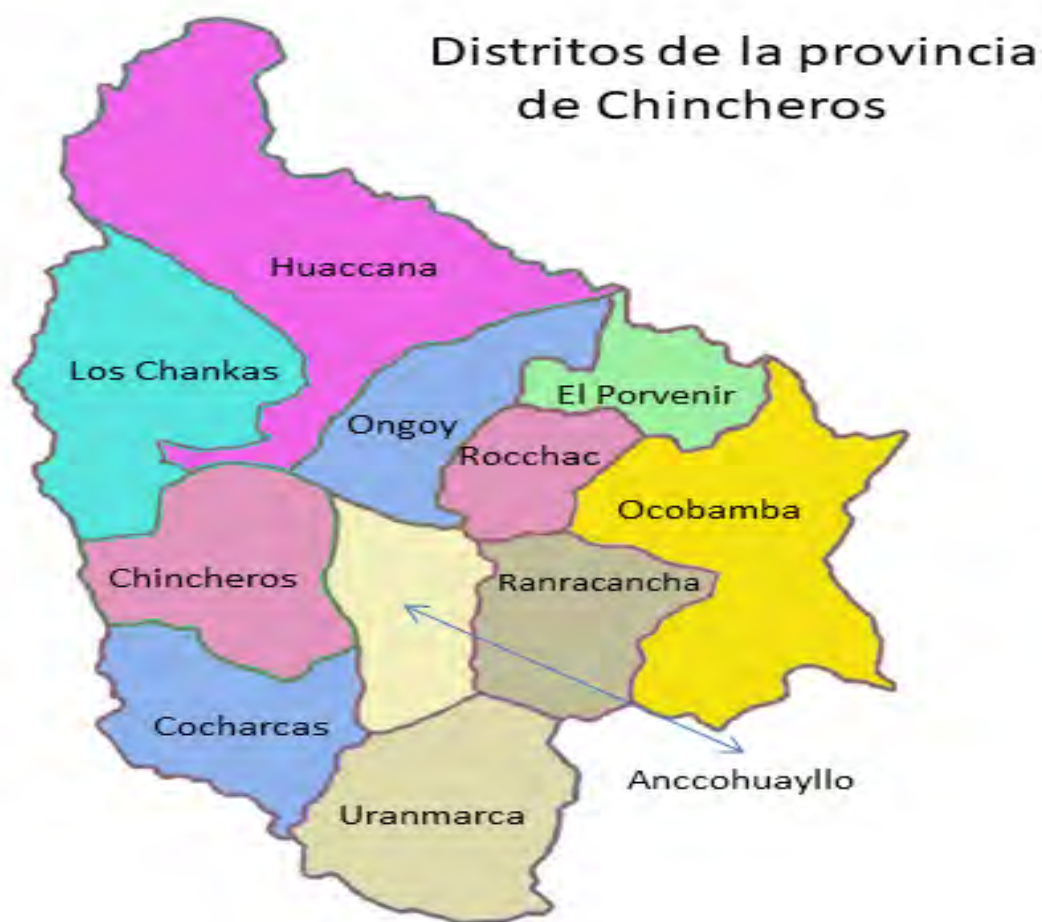 Distritos de la provincia
de Chincheros
Huaccana
Los Chankas
El Porvenir
Ongoy
Rocchac
Ocobamba
Chincheros
Ranracancha
Cocharcas
Anccohuayllo
Uranmarca